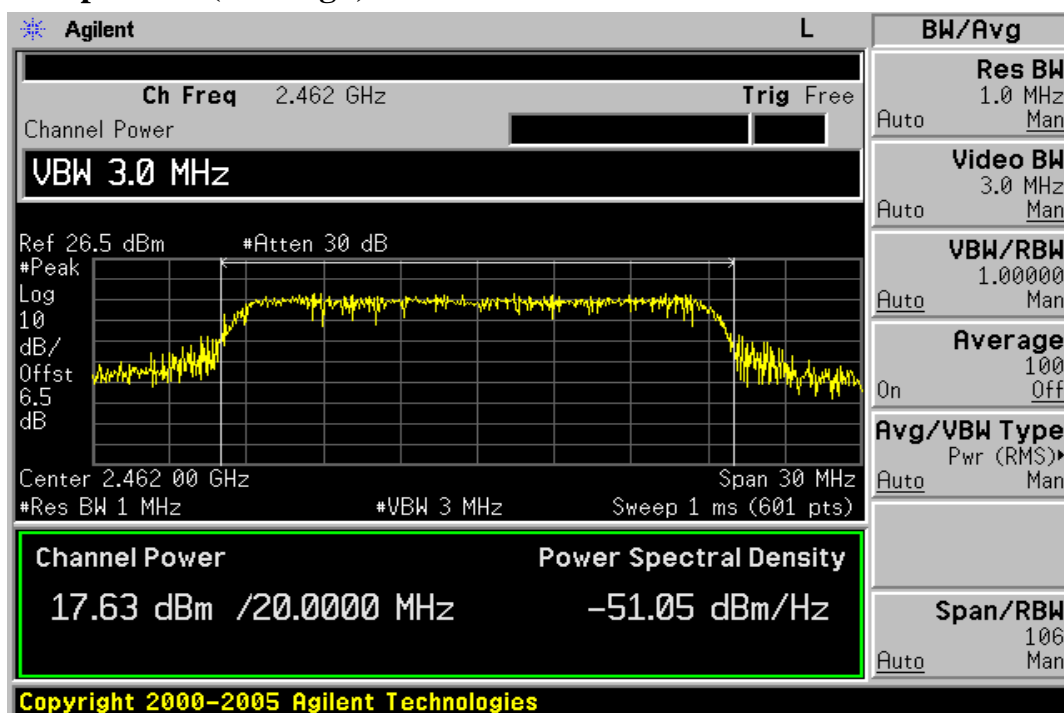 Agilent L
Ch Freq 2.462 GHz Trig Free
Channel Power
VBW 3.0 MHz
Ref 26.5 dBm #Atten 30 dB
#Peak
Log
10
dB/
Offst
6.5
dB
Center 2.462 00 GHz Span 30 MHz
#Res BW 1 MHz #VBW 3 MHz Sweep 1 ms (601 pts)
Channel Power Power Spectral Density
17.63 dBm /20.0000 MHz -51.05 dBm/Hz
Copyright 2000-2005 Agilent Technologies
BW/Avg
Res BW
1.0 MHz
Auto Man
Video BW
3.0 MHz
Auto Man
VBW/RBW
1.00000
Auto Man
Average
100
On Off
Avg/VBW Type
Pwr (RMS)▸
Auto Man
Span/RBW
106
Auto Man